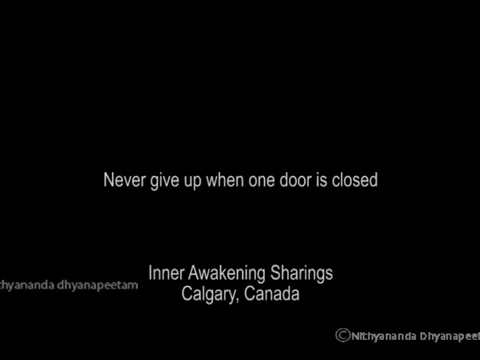 Never give up when one door is closed
Inner Awakening Sharings
thyananda dhyanapeetam
Calgary, Canada
©Nithyananda Dhyanapeet